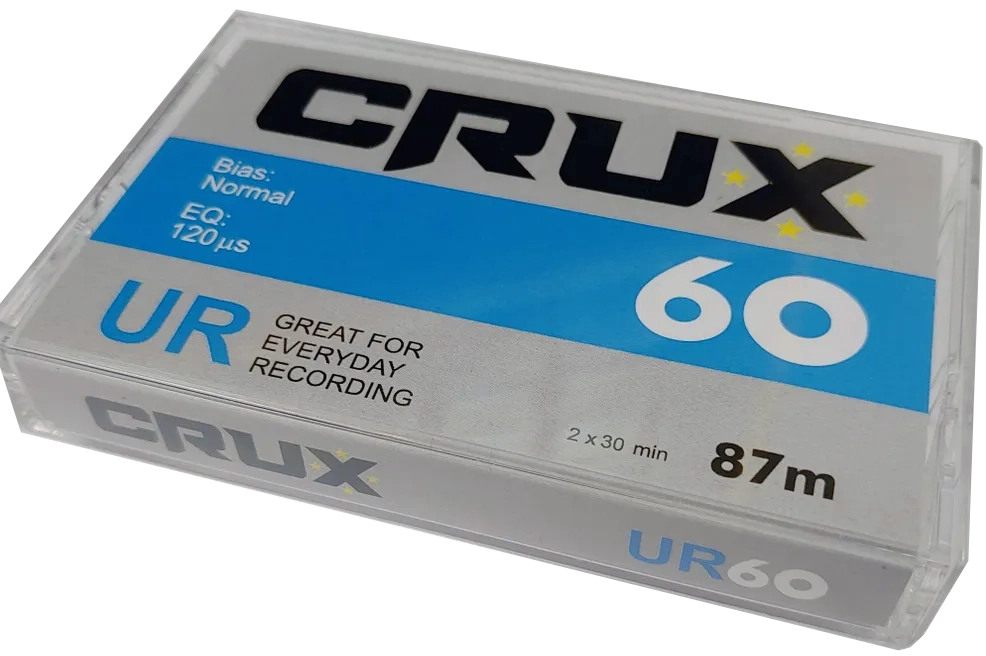 CRUX
Bias:
Normal
EQ:
120µs
60
UR
GREAT FOR
EVERYDAY
RECORDING
2 x 30 min
87m
CRUX
UR60